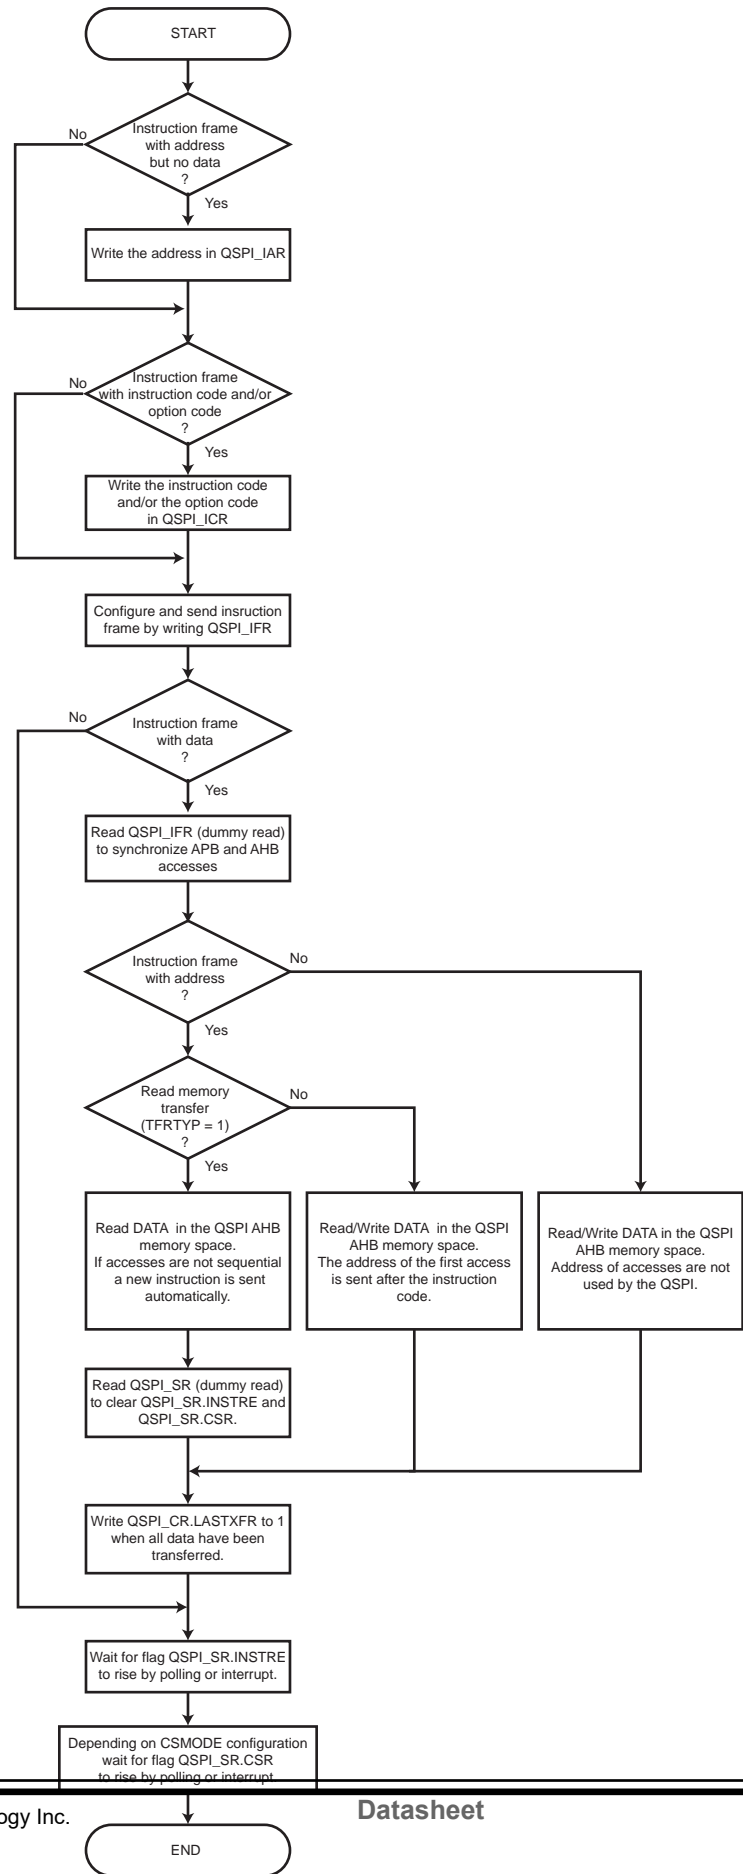 START
Instruction frame
with address
but no data
?
No
Yes
Write the address in QSPI_IAR
Instruction frame
with instruction code and/or
option code
?
No
Yes
Write the instruction code
and/or the option code
in QSPI_ICR
Configure and send insruction
frame by writing QSPI_IFR
Instruction frame
with data
?
No
Yes
Read QSPI_IFR (dummy read)
to synchronize APB and AHB
accesses
Instruction frame
with address
?
No
Yes
Read memory
transfer
(TFRTYP = 1)
?
No
Yes
Read DATA in the QSPI AHB
memory space.
If accesses are not sequential
a new instruction is sent
automatically.
Read/Write DATA in the QSPI
AHB memory space.
The address of the first access
is sent after the instruction
code.
Read/Write DATA in the QSPI
AHB memory space.
Address of accesses are not
used by the QSPI.
Read QSPI_SR (dummy read)
to clear QSPI_SR.INSTRE and
QSPI_SR.CSR.
Write QSPI_CR.LASTXFR to 1
when all data have been
transferred.
Wait for flag QSPI_SR.INSTRE
to rise by polling or interrupt.
Depending on CSMODE configuration
wait for flag QSPI_SR.CSR
to rise by polling or interrupt
ogy Inc.
Datasheet
END